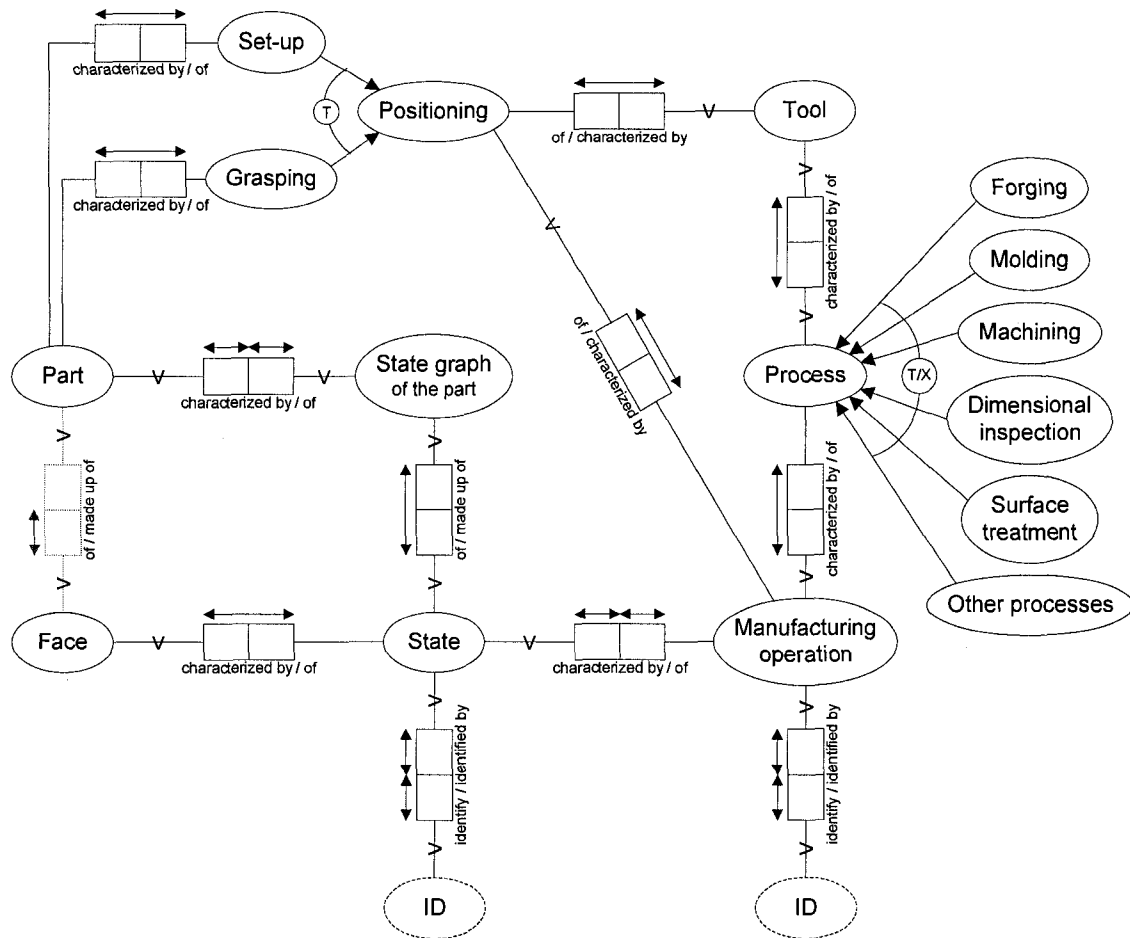 Set-up
characterized by / of
T
Positioning
of / characterized by
V
Tool
Grasping
characterized by / of
V
characterized by / of
V
Forging
Molding
Machining
T/X
Dimensional
inspection
Surface
treatment
Other processes
V
of / characterized by
Part
V
characterized by / of
V
State graph
of the part
Process
V
of / made up of
V
V
of / made up of
V
V
characterized by / of
V
Face
V
characterized by / of
State
V
characterized by / of
Manufacturing
operation
V
identify / identified by
V
V
identify / identified by
V
ID
ID